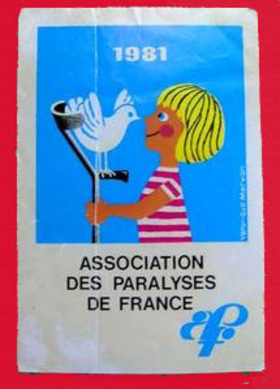 1981
ASSOCIATION
DES PARALYSES
DE FRANCE
apf